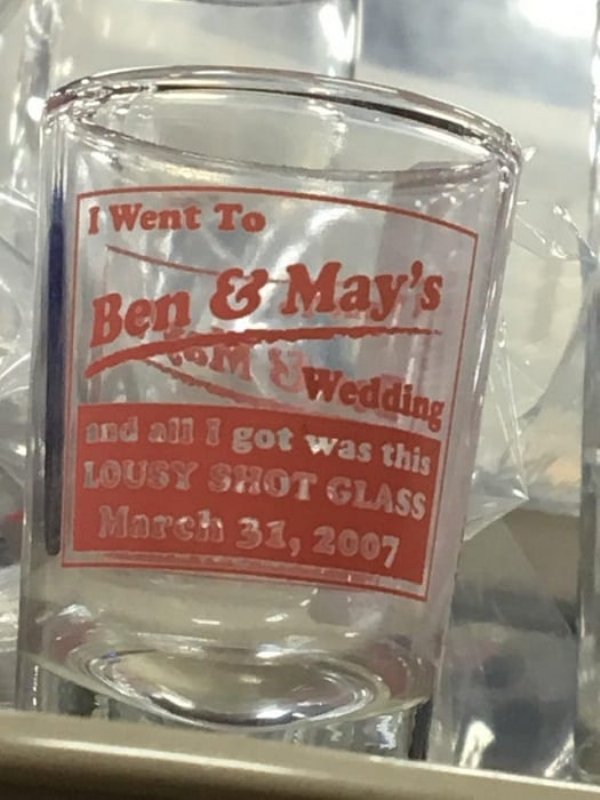 I Went To
Ben & May's
Wedding
and all I got was this
LOUSY SHOT GLASS
March 31, 2007